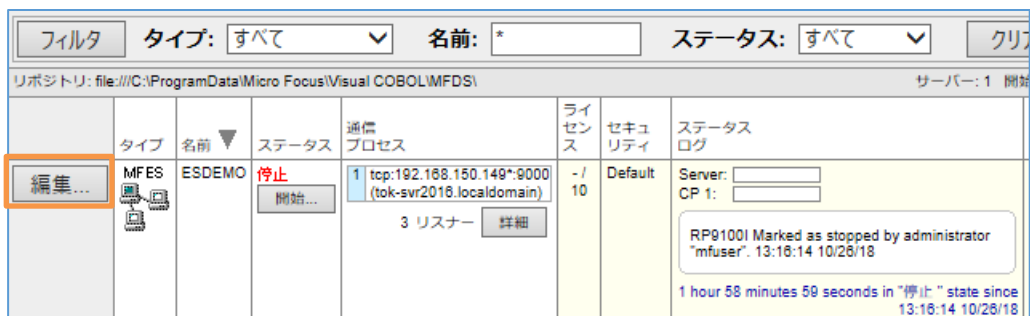 フィルタ タイプ: すべて 名前: * ステータス: すべて クリア
リポジトリ: file:///C:\ProgramData\Micro Focus\Visual COBOL\MFDS\ サーバー: 1 開始
タイプ 名前 ステータス 通信 プロセス ライセンス セキュリティ ステータス ログ
編集... MFES ESDEMO 停止 1 tcp:192.168.150.149*:9000 - / Default Server:
開始... (tok-svr2016.localdomain) 10 CP 1:
3 リスナー 詳細
RP9100I Marked as stopped by administrator
"mfuser". 13:16:14 10/26/18
1 hour 58 minutes 59 seconds in "停止 " state since
13:16:14 10/26/18